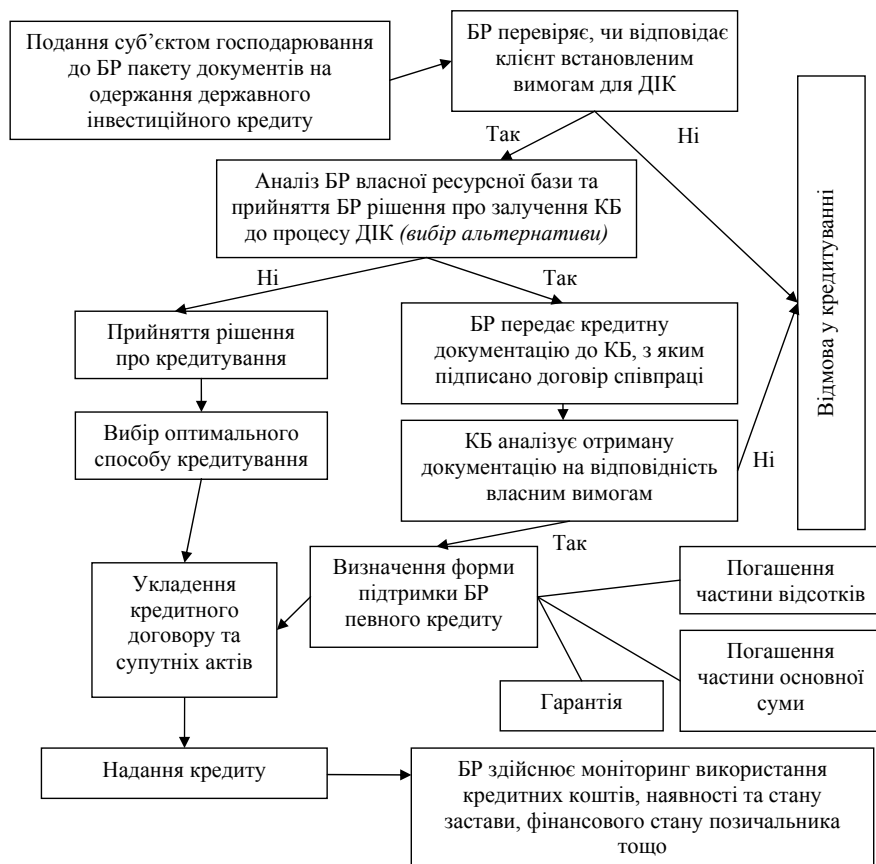 Подання суб’єктом господарювання
до БР пакету документів на
одержання державного
інвестиційного кредиту
БР перевіряє, чи відповідає
клієнт встановленим
вимогам для ДІК
Так
Ні
Аналіз БР власної ресурсної бази та
прийняття БР рішення про залучення КБ
до процесу ДІК (вибір альтернативи)
Відмова у кредитуванні
Ні
Так
Прийняття рішення
про кредитування
БР передає кредитну
документацію до КБ, з яким
підписано договір співпраці
Вибір оптимального
способу кредитування
КБ аналізує отриману
документацію на відповідність
власним вимогам
Ні
Так
Укладення
кредитного
договору та
супутніх актів
Визначення форми
підтримки БР
певного кредиту
Погашення
частини відсотків
Погашення
частини основної
суми
Гарантія
Надання кредиту
БР здійснює моніторинг використання
кредитних коштів, наявності та стану
застави, фінансового стану позичальника
тощо